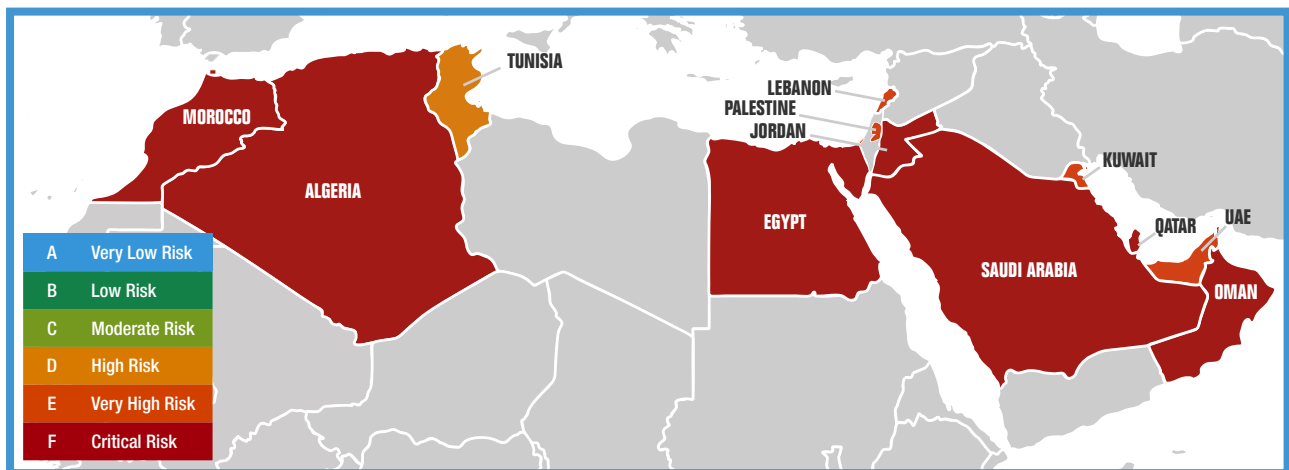 TUNISIA
LEBANON
MOROCCO
PALESTINE
JORDAN
KUWAIT
ALGERIA
EGYPT
QATAR
UAE
SAUDI ARABIA
OMAN
A Very Low Risk
B Low Risk
C Moderate Risk
D High Risk
E Very High Risk
F Critical Risk